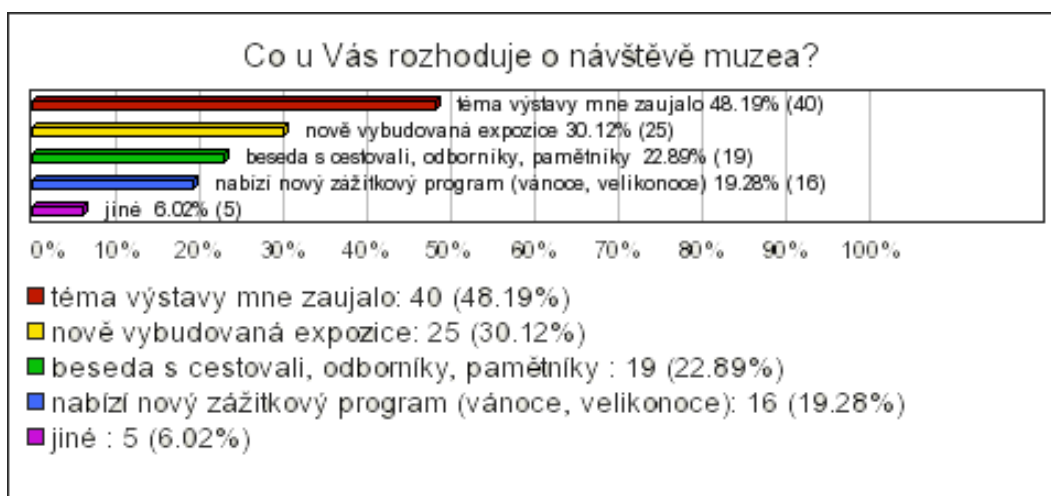 Co u Vás rozhoduje o návštěvě muzea?
téma výstavy mne zaujalo 48.19% (40)
nově vybudovaná expozice 30.12% (25)
beseda s cestovali, odborníky, pamětníky 22.89% (19)
nabízí nový zážitkový program (vánoce, velikonoce) 19.28% (16)
jiné 6.02% (5)
0% 10% 20% 30% 40% 50% 60% 70% 80% 90% 100%
téma výstavy mne zaujalo: 40 (48.19%)
nově vybudovaná expozice: 25 (30.12%)
beseda s cestovali, odborníky, pamětníky : 19 (22.89%)
nabízí nový zážitkový program (vánoce, velikonoce): 16 (19.28%)
jiné : 5 (6.02%)